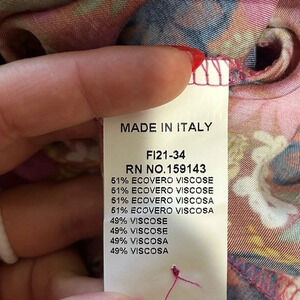 MADE IN ITALY
FI21-34
RN NO.159143
51% ECOVERO VISCOSE
51% ECOVERO VISCOSE
51% ECOVERO VISCOSA
51% ECOVERO VISCOSA
49% VISCOSE
49% VISCOSE
49% VISCOSA
49% VISCOSA